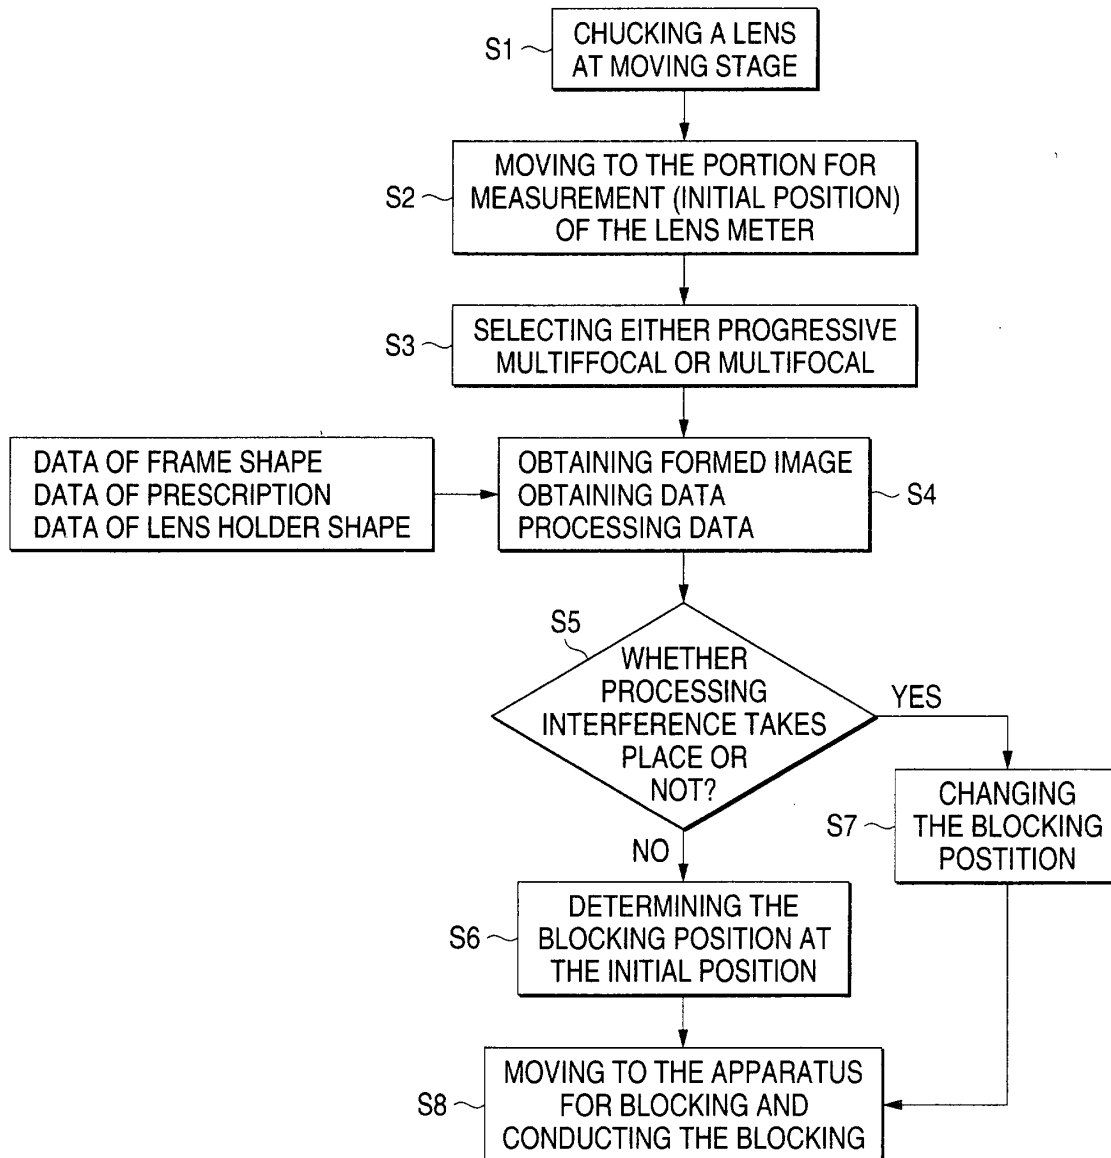 S1
CHUCKING A LENS
AT MOVING STAGE
S2
MOVING TO THE PORTION FOR
MEASUREMENT (INITIAL POSITION)
OF THE LENS METER
S3
SELECTING EITHER PROGRESSIVE
MULTIFFOCAL OR MULTIFOCAL
DATA OF FRAME SHAPE
DATA OF PRESCRIPTION
DATA OF LENS HOLDER SHAPE
OBTAINING FORMED IMAGE
OBTAINING DATA
PROCESSING DATA
S4
S5
WHETHER
PROCESSING
INTERFERENCE TAKES
PLACE OR
NOT?
YES
NO
S7
CHANGING
THE BLOCKING
POSTITION
S6
DETERMINING THE
BLOCKING POSITION AT
THE INITIAL POSITION
S8
MOVING TO THE APPARATUS
FOR BLOCKING AND
CONDUCTING THE BLOCKING